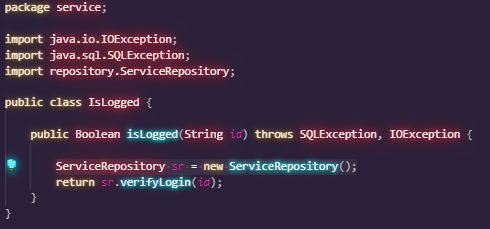 package service;
import java.io.IOException;
import java.sql.SQLException;
import repository.ServiceRepository;
public class IsLogged {
public Boolean isLogged(String id) throws SQLException, IOException {
ServiceRepository sr = new ServiceRepository();
return sr.verifyLogin(id);
}
}